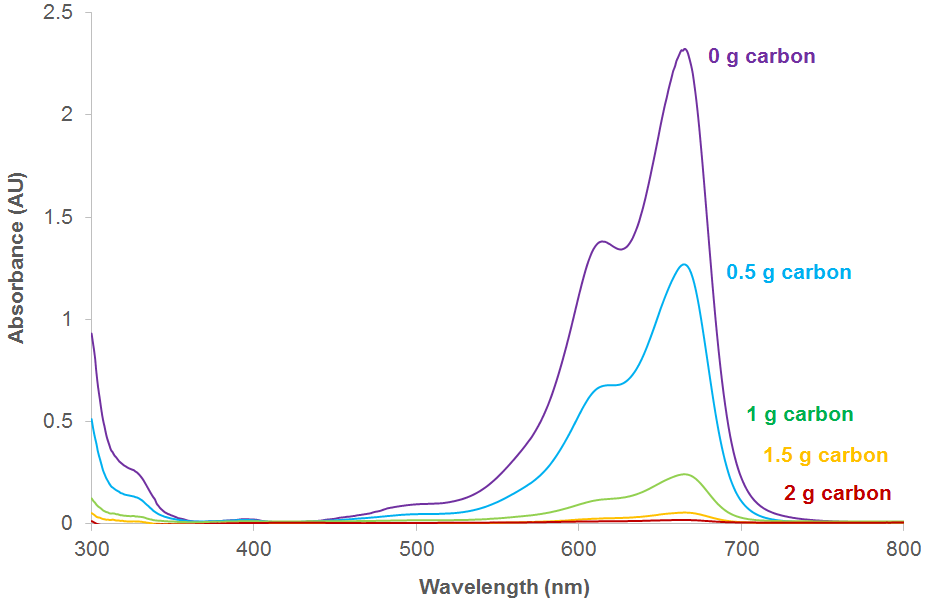 2.5
2
1.5
1
0.5
0
Absorbance (AU)
0 g carbon
0.5 g carbon
1 g carbon
1.5 g carbon
2 g carbon
300 400 500 600 700 800
Wavelength (nm)